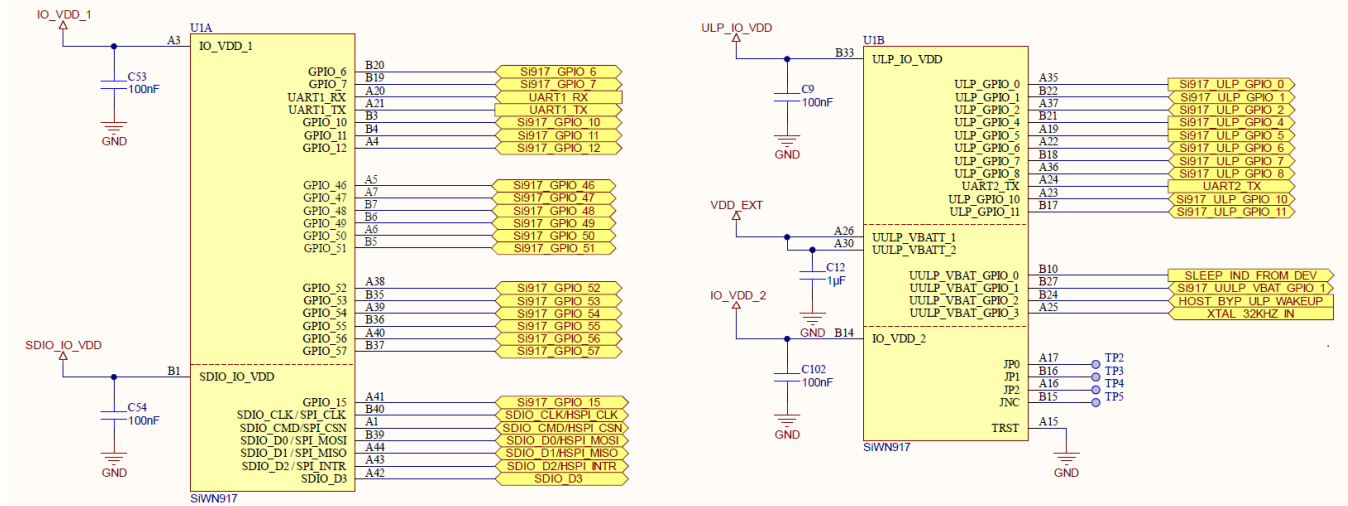 IO_VDD_1
A3
U1A
IO_VDD_1
C53
100nF
GND
GPIO_6 B20 Si917_GPIO_6
GPIO_7 B19 Si917_GPIO_7
UART1_RX A20 UART1_RX
UART1_TX A21 UART1_TX
GPIO_10 B3 Si917_GPIO_10
GPIO_11 B4 Si917_GPIO_11
GPIO_12 A4 Si917_GPIO_12
GPIO_46 A5 Si917_GPIO_46
GPIO_47 A7 Si917_GPIO_47
GPIO_48 B7 Si917_GPIO_48
GPIO_49 B6 Si917_GPIO_49
GPIO_50 A6 Si917_GPIO_50
GPIO_51 B5 Si917_GPIO_51
GPIO_52 A38 Si917_GPIO_52
GPIO_53 B35 Si917_GPIO_53
GPIO_54 A39 Si917_GPIO_54
GPIO_55 B36 Si917_GPIO_55
GPIO_56 A40 Si917_GPIO_56
GPIO_57 B37 Si917_GPIO_57
SDIO_IO_VDD
B1
SDIO_IO_VDD
C54
100nF
GND
GPIO_15 A41 Si917_GPIO_15
SDIO_CLK/SPI_CLK B40 SDIO_CLK/HSPI_CLK
SDIO_CMD/SPI_CSN A1 SDIO_CMD/HSPI_CSN
SDIO_D0/SPI_MOSI B39 SDIO_D0/HSPI_MOSI
SDIO_D1/SPI_MISO A44 SDIO_D1/HSPI_MISO
SDIO_D2/SPI_INTR A43 SDIO_D2/HSPI_INTR
SDIO_D3 A42 SDIO_D3
SiWN917
ULP_IO_VDD
B33
U1B
ULP_IO_VDD
C9
100nF
GND
ULP_GPIO_0 A35 Si917_ULP_GPIO_0
ULP_GPIO_1 B22 Si917_ULP_GPIO_1
ULP_GPIO_2 A37 Si917_ULP_GPIO_2
ULP_GPIO_4 B21 Si917_ULP_GPIO_4
ULP_GPIO_5 A19 Si917_ULP_GPIO_5
ULP_GPIO_6 A22 Si917_ULP_GPIO_6
ULP_GPIO_7 B18 Si917_ULP_GPIO_7
ULP_GPIO_8 A36 Si917_ULP_GPIO_8
UART2_TX A24 UART2_TX
ULP_GPIO_10 A23 Si917_ULP_GPIO_10
ULP_GPIO_11 B17 Si917_ULP_GPIO_11
VDD_EXT
A26 UULP_VBATT_1
A30 UULP_VBATT_2
C12
1µF
GND
UULP_VBAT_GPIO_0 B10 SLEEP_IND_FROM_DEV
UULP_VBAT_GPIO_1 B27 Si917_UULP_VBAT_GPIO_1
UULP_VBAT_GPIO_2 B24 HOST_BYP_ULP_WAKEUP
UULP_VBAT_GPIO_3 A25 XTAL_32KHZ_IN
IO_VDD_2
B14 IO_VDD_2
C102
100nF
GND
JP0 A17 TP2
JP1 B16 TP3
JP2 A16 TP4
JNC B15 TP5
TRST A15
GND
SiWN917